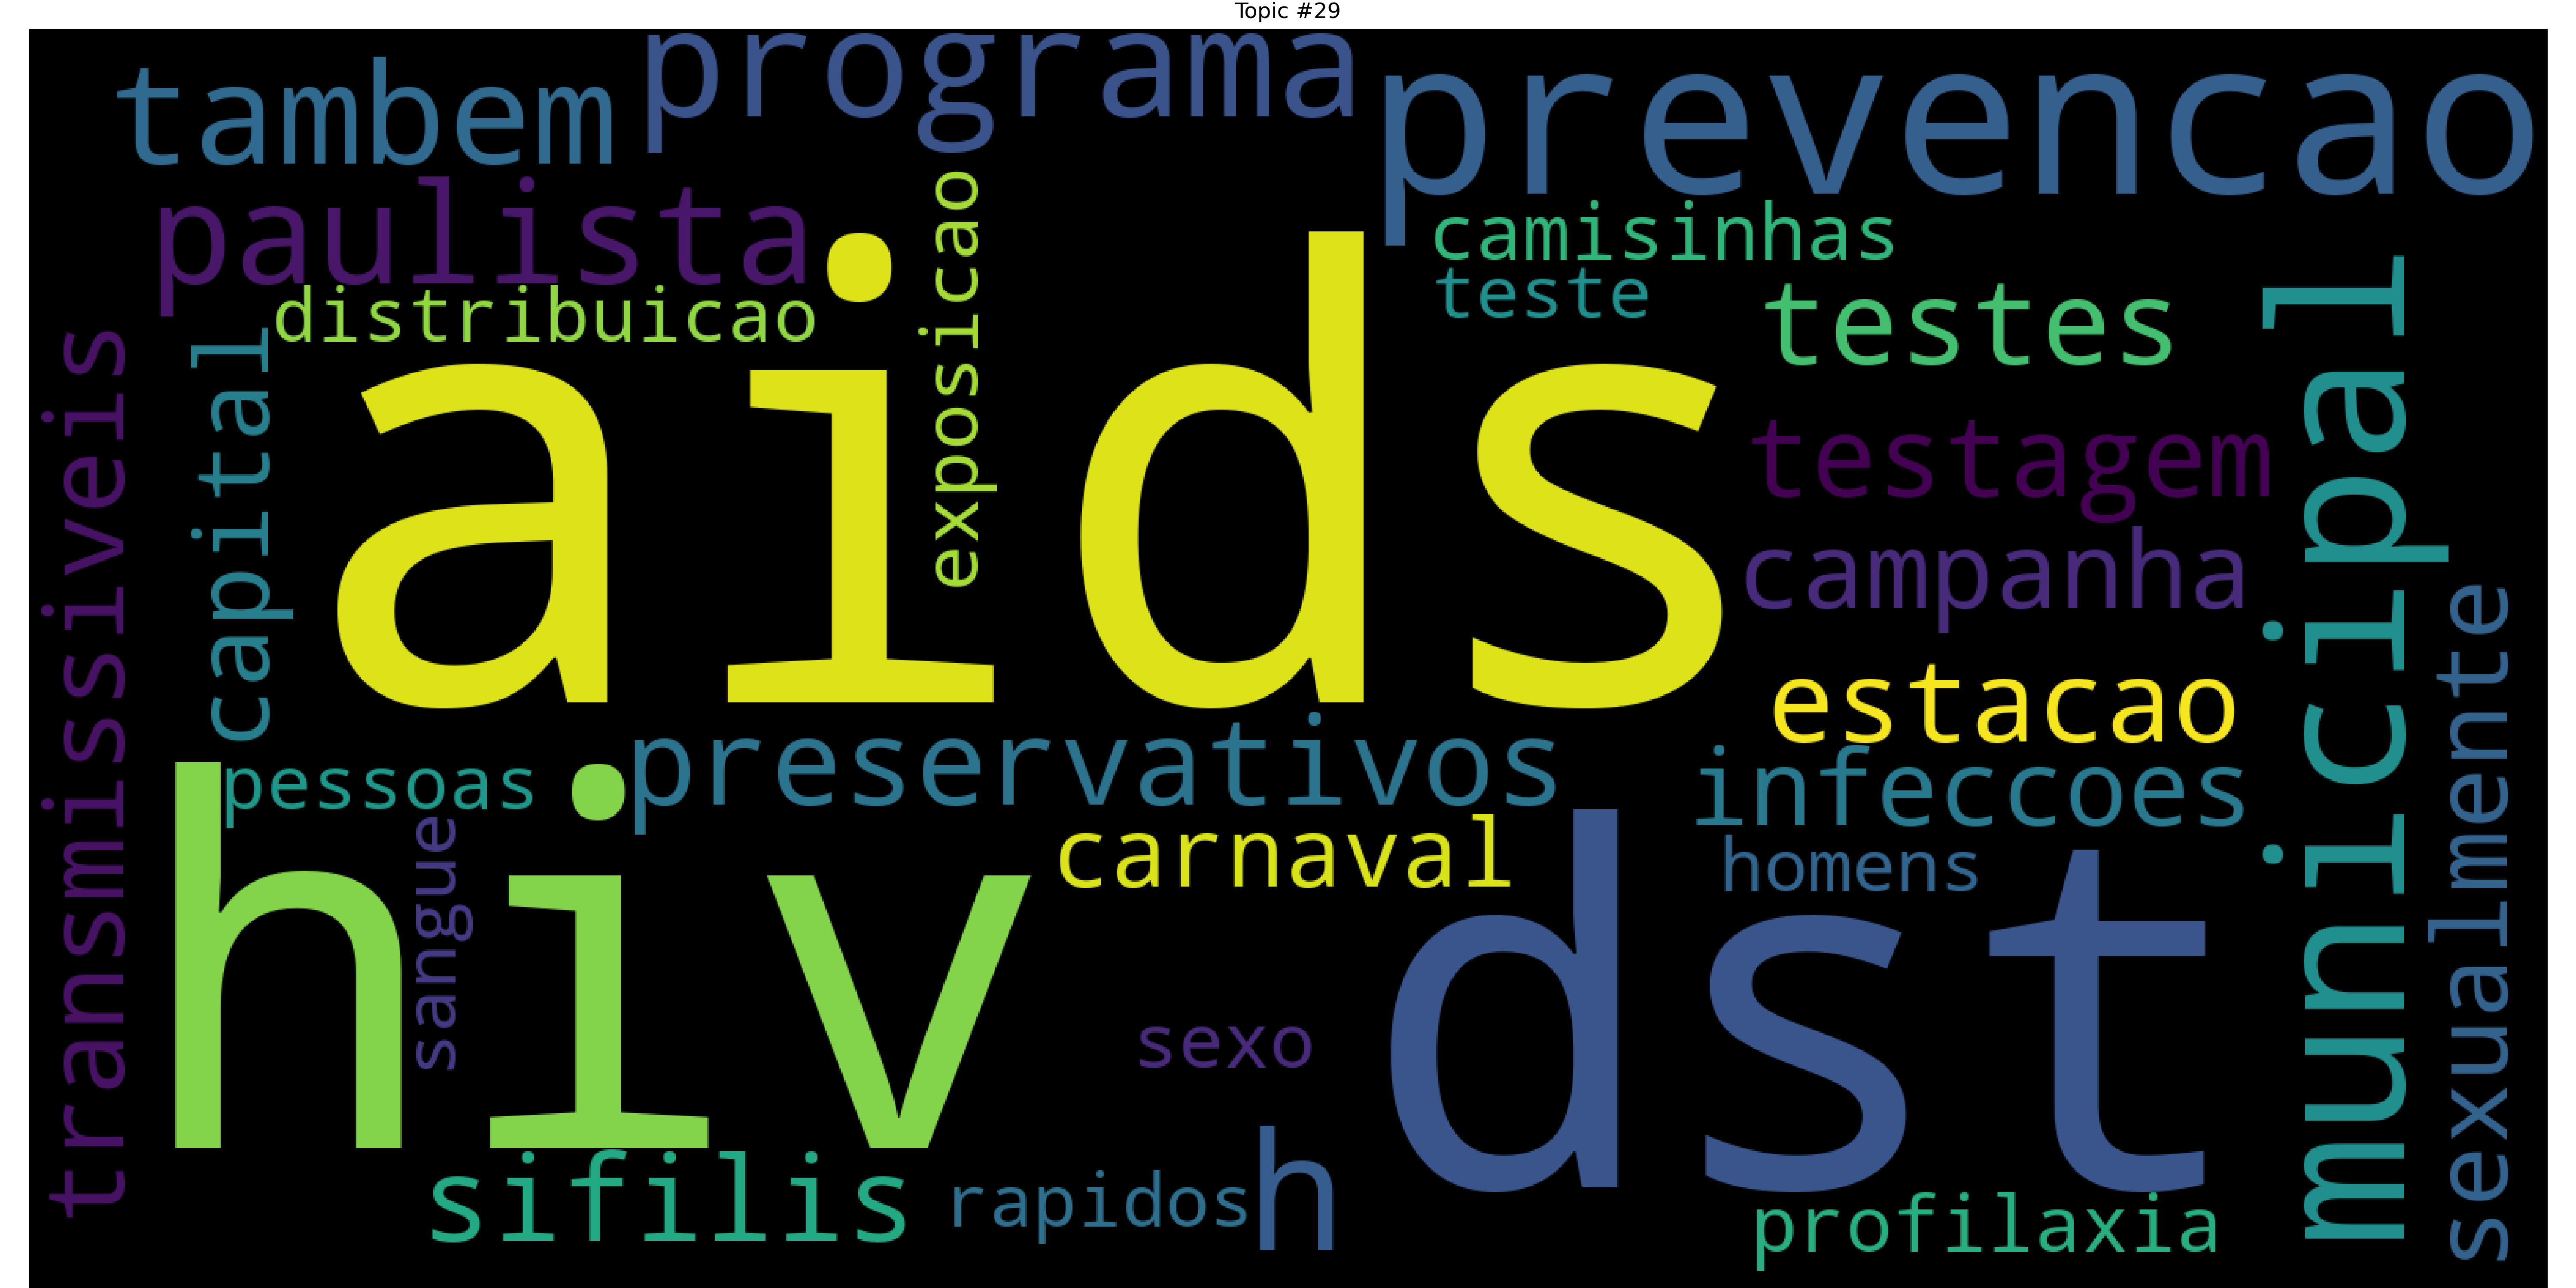 Topic #29
programa
tambem
prevencao
paulista
exposicao
camisinhas
teste
testes
distribuicao
municipal
transmissiveis
capital
aids
testagem
campanha
estacao
sexualmente
preservativos
infeccoes
pessoas
hiv
sangue
carnaval
homens
dst
sexo
sifilis
rapidos
h
profilaxia